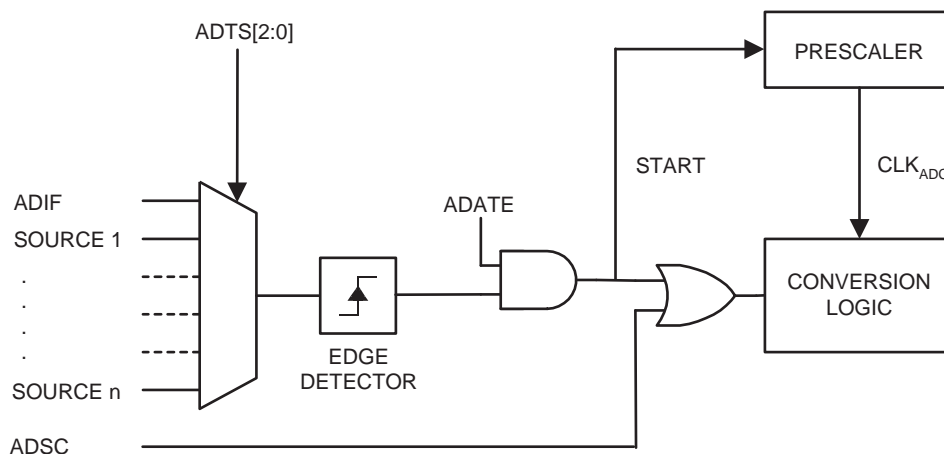 ADTS[2:0]
PRESCALER
START
CLKADC
ADIF
ADATE
SOURCE 1
.
.
.
.
CONVERSION
LOGIC
EDGE
DETECTOR
SOURCE n
ADSC